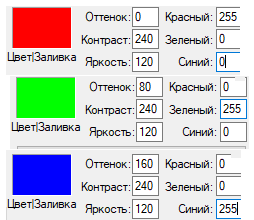 Оттенок: 0 Красный: 255
Контраст: 240 Зеленый: 0
Цвет|Заливка Яркость: 120 Синий: 0
Оттенок: 80 Красный: 0
Контраст: 240 Зеленый: 255
Цвет|Заливка Яркость: 120 Синий: 0
Оттенок: 160 Красный: 0
Контраст: 240 Зеленый: 0
Цвет|Заливка Яркость: 120 Синий: 255